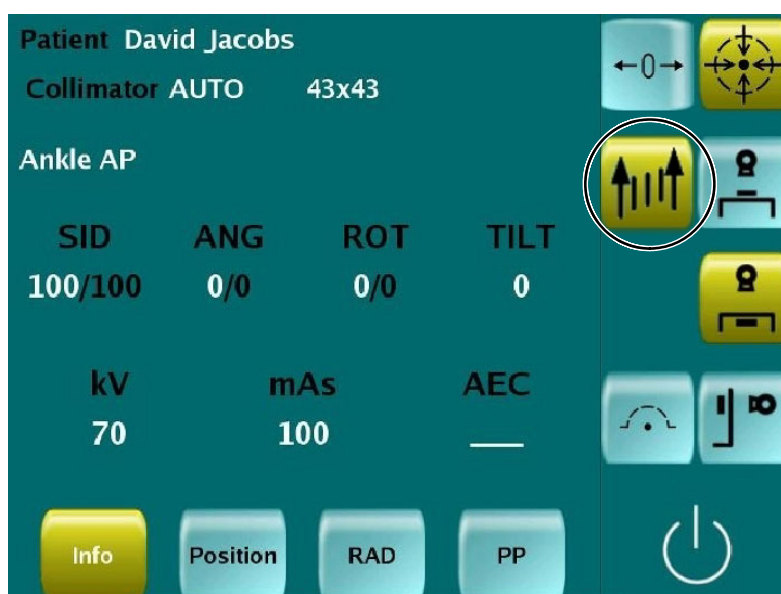 Patient David Jacobs
Collimator AUTO 43x43
Ankle AP
SID ANG ROT TILT
100/100 0/0 0/0 0
kV mAs AEC
70 100 ___
Info Position RAD PP
←0→